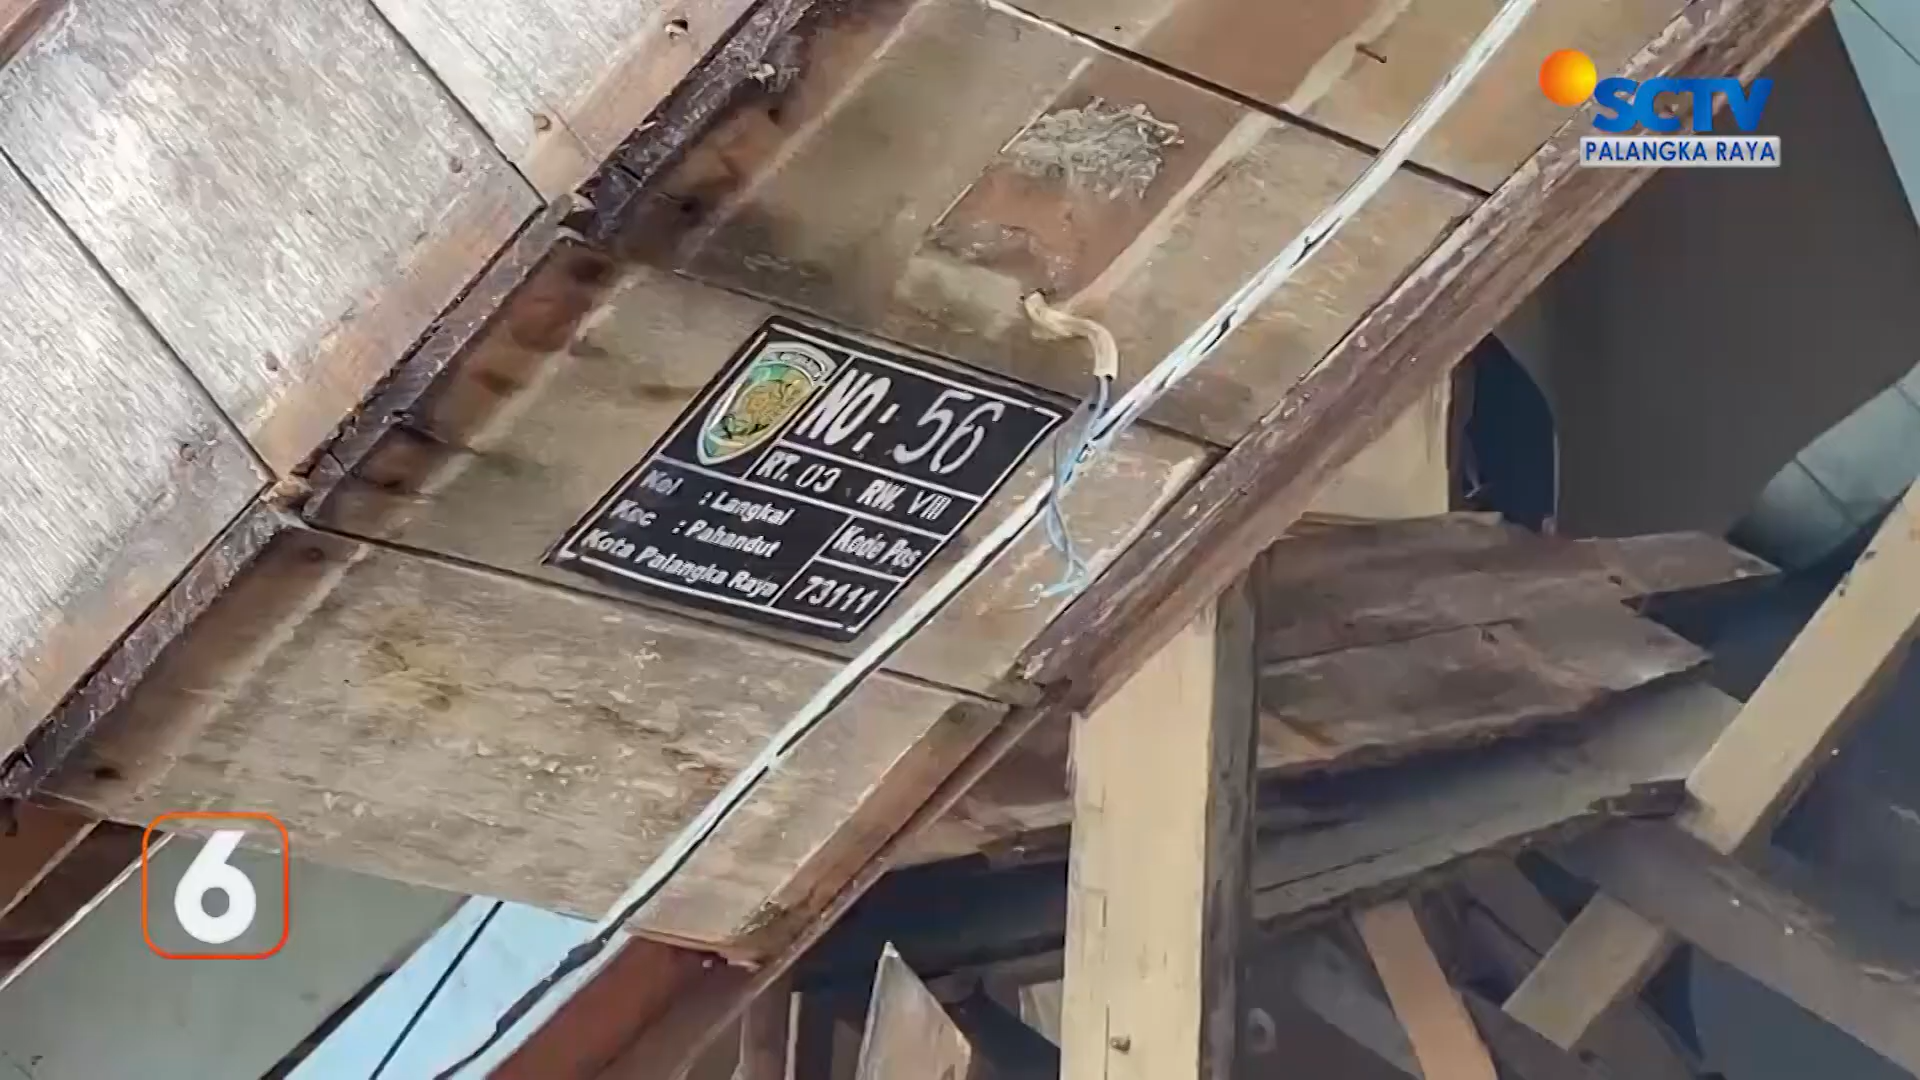 SCTV
PALANGKA RAYA
NO: 56
RT. 03 RW. VIII
Kel : Langkai
Kec : Pahandut
Kota Palangka Raya
Kode Pos
73111
6